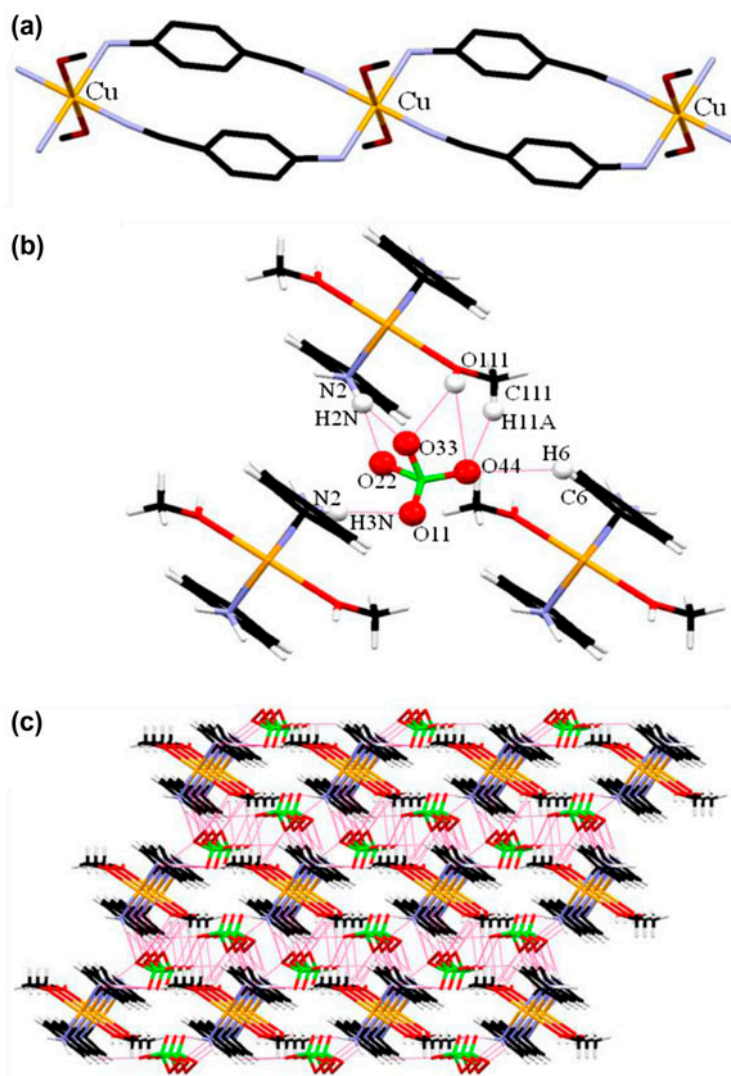 (a)
Cu Cu Cu
(b)
O111
N2 C111
H2N H11A
O33 H6
O22 O44
N2 C6
H3N O11
(c)